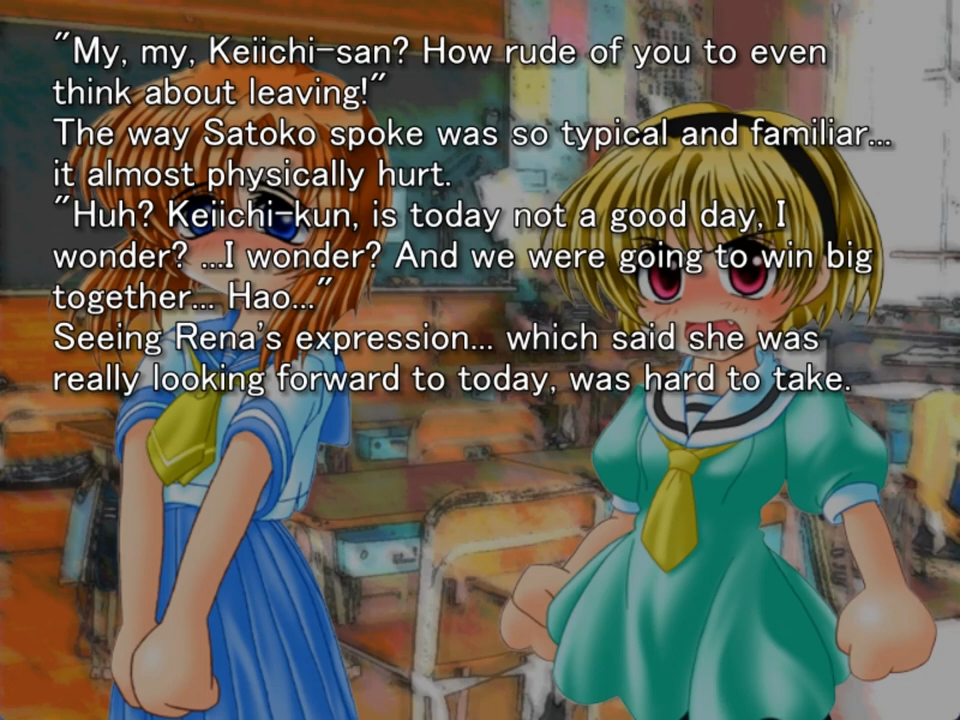 "My, my, Keiichi-san? How rude of you to even
think about leaving!"
The way Satoko spoke was so typical and familiar...
it almost physically hurt.
"Huh? Keiichi-kun, is today not a good day, I
wonder? ...I wonder? And we were going to win big
together... Hao..."
Seeing Rena's expression... which said she was
really looking forward to today, was hard to take.